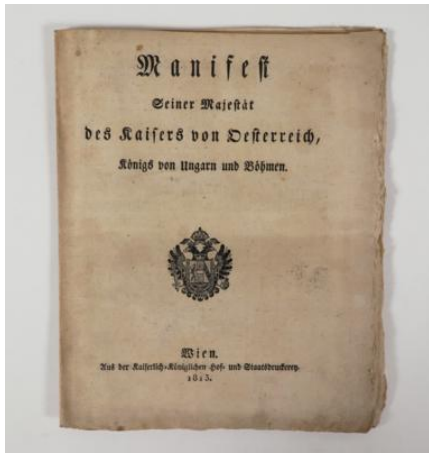 Manifest
Seiner Majestät
des Kaisers von Oesterreich,
Königs von Ungarn und Böhmen.
Wien.
Aus der Kaiserlich-Königlichen Hof- und Staatsdruckerey.
1813.